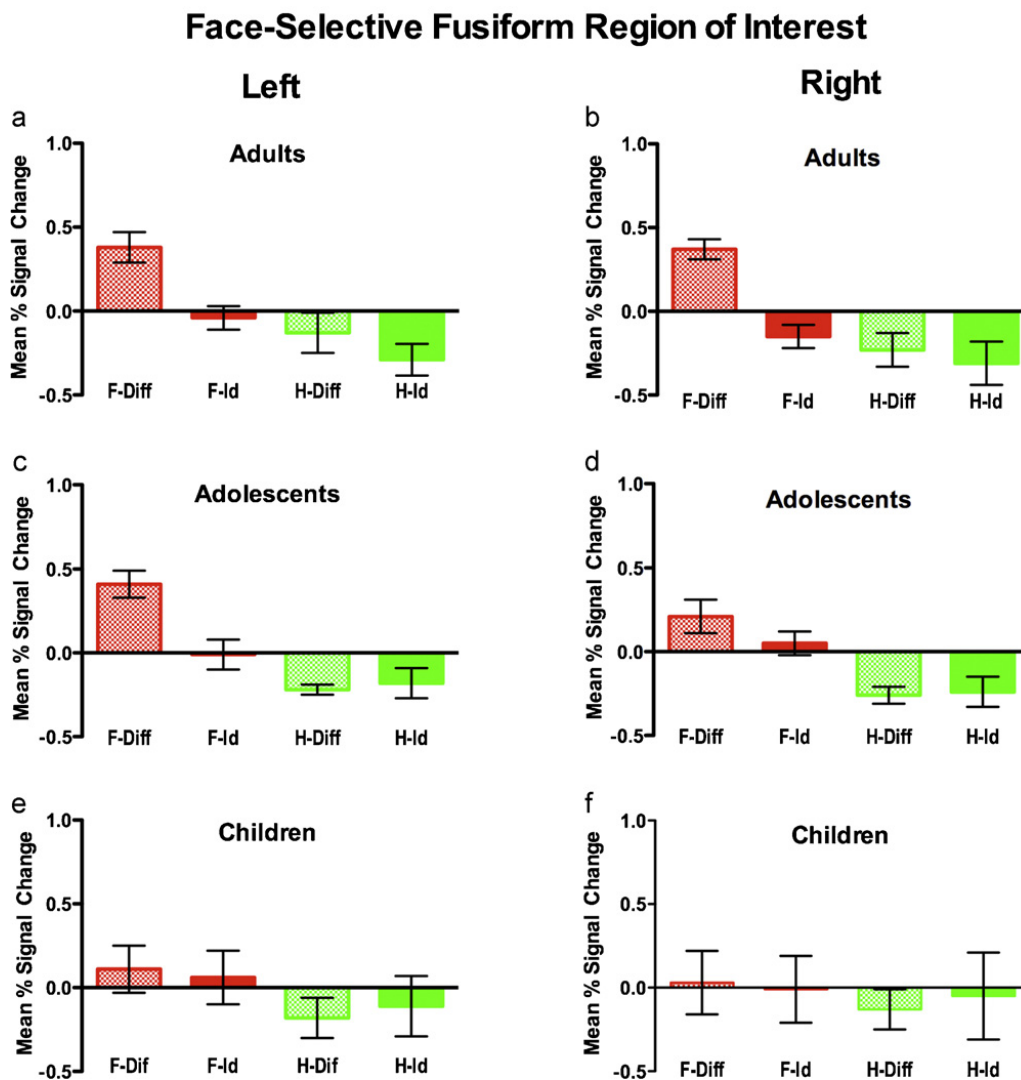 Face-Selective Fusiform Region of Interest
Left
Right
a
Adults
Mean % Signal Change
1.0
0.5
0.0
-0.5
F-Diff F-Id H-Diff H-Id
b
Adults
Mean % Signal Change
1.0
0.5
0.0
-0.5
F-Diff F-Id H-Diff H-Id
c
Adolescents
Mean % Signal Change
1.0
0.5
0.0
-0.5
F-Diff F-Id H-Diff H-Id
d
Adolescents
Mean % Signal Change
1.0
0.5
0.0
-0.5
F-Diff F-Id H-Diff H-Id
e
Children
Mean % Signal Change
1.0
0.5
0.0
-0.5
F-Dif F-Id H-Dif H-Id
f
Children
Mean % Signal Change
1.0
0.5
0.0
-0.5
F-Diff F-Id H-Diff H-Id